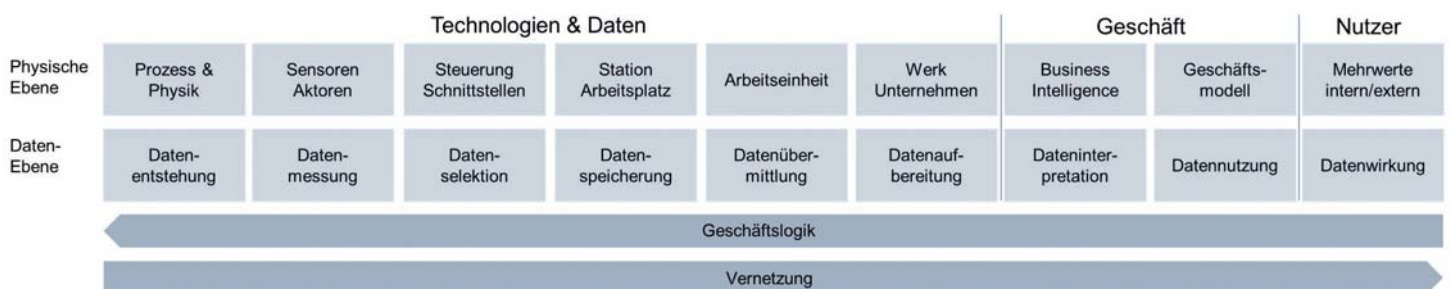 Technologien & Daten
Geschäft
Nutzer
Physische
Ebene
Prozess &
Physik
Sensoren
Aktoren
Steuerung
Schnittstellen
Station
Arbeitsplatz
Arbeitseinheit
Werk
Unternehmen
Business
Intelligence
Geschäfts-
modell
Mehrwerte
intern/extern
Daten-
Ebene
Daten-
entstehung
Daten-
messung
Daten-
selektion
Daten-
speicherung
Datenüber-
mittlung
Datenauf-
bereitung
Dateninter-
pretation
Datennutzung
Datenwirkung
Geschäftslogik
Vernetzung